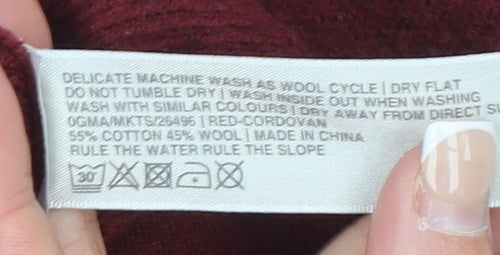 DELICATE MACHINE WASH AS WOOL CYCLE | DRY FLAT
DO NOT TUMBLE DRY | WASH INSIDE OUT WHEN WASHING
WASH WITH SIMILAR COLOURS | DRY AWAY FROM DIRECT
0GMA/MKTS/26496 | RED-CORDOVAN
55% COTTON 45% WOOL | MADE IN CHINA
RULE THE WATER RULE THE SLOPE
30°